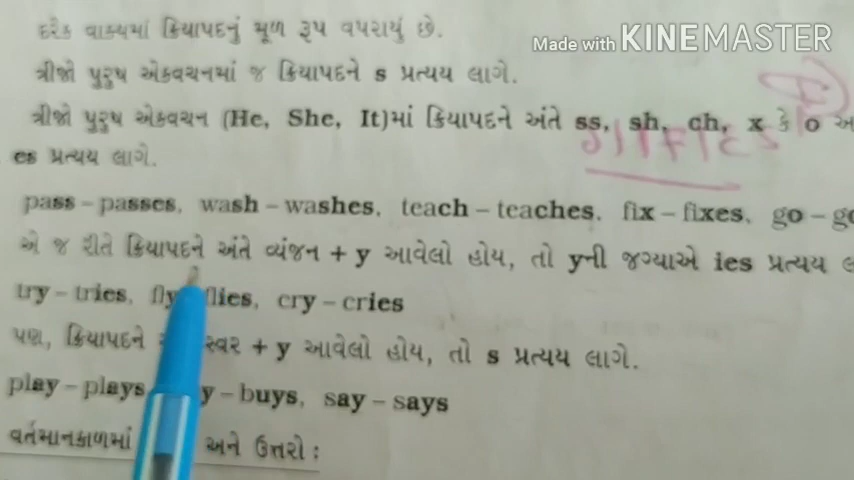 દરેક વાક્યમાં ક્રિયાપદનું મૂળ રૂપ વપરાયું છે.
Made with KINEMASTER
ત્રીજો પુરુષ એકવચનમાં જ ક્રિયાપદને s પ્રત્યય લાગે.
ત્રીજો પુરુષ એકવચન (He, She, It)માં ક્રિયાપદને અંતે ss, sh, ch, x કે o
es પ્રત્યય લાગે.
pass – passes, wash – washes, teach – teaches, fix – fixes, go –
એ જ રીતે ક્રિયાપદને અંતે વ્યંજન + y આવેલો હોય, તો yની જગ્યાએ ies પ્રત્યય
try – tries, fly flies, cry – cries
પણ, ક્રિયાપદને સ્વર + y આવેલો હોય, તો s પ્રત્યય લાગે.
play – plays y – buys, say – says
વર્તમાનકાળમાં અને ઉત્તરો :